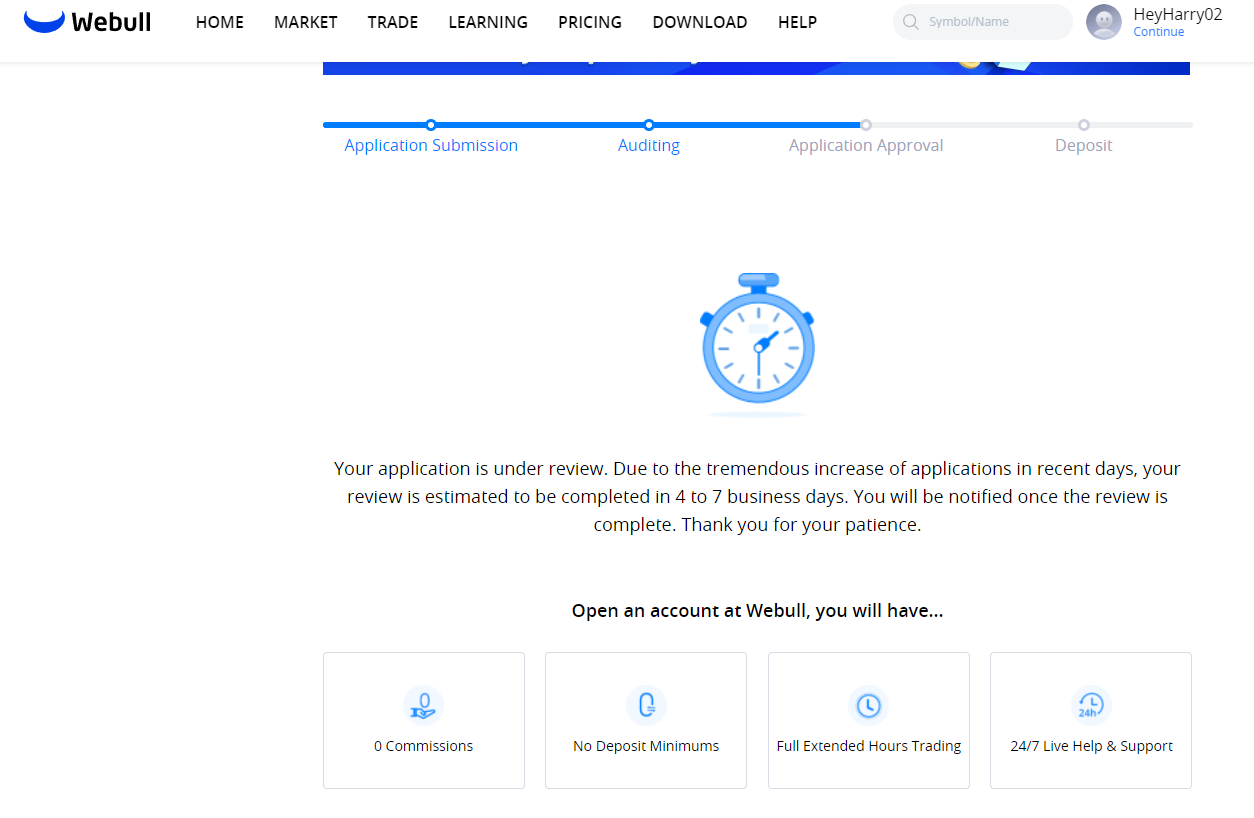 Webull
HOME MARKET TRADE LEARNING PRICING DOWNLOAD HELP
Symbol/Name
HeyHarry02
Continue
Application Submission
Auditing
Application Approval
Deposit
Your application is under review. Due to the tremendous increase of applications in recent days, your
review is estimated to be completed in 4 to 7 business days. You will be notified once the review is
complete. Thank you for your patience.
Open an account at Webull, you will have...
0
0 Commissions
No Deposit Minimums
Full Extended Hours Trading
24h
24/7 Live Help & Support